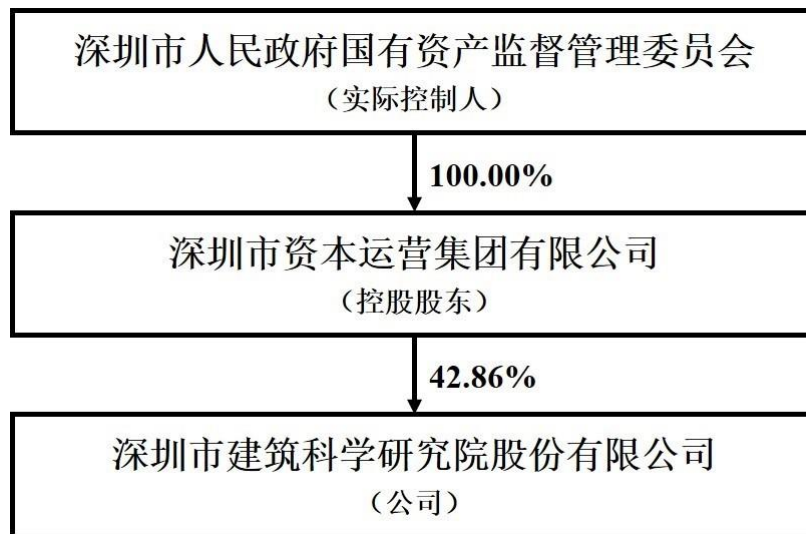 深圳市人民政府国有资产监督管理委员会
（实际控制人）
100.00%
深圳市资本运营集团有限公司
（控股股东）
42.86%
深圳市建筑科学研究院股份有限公司
（公司）